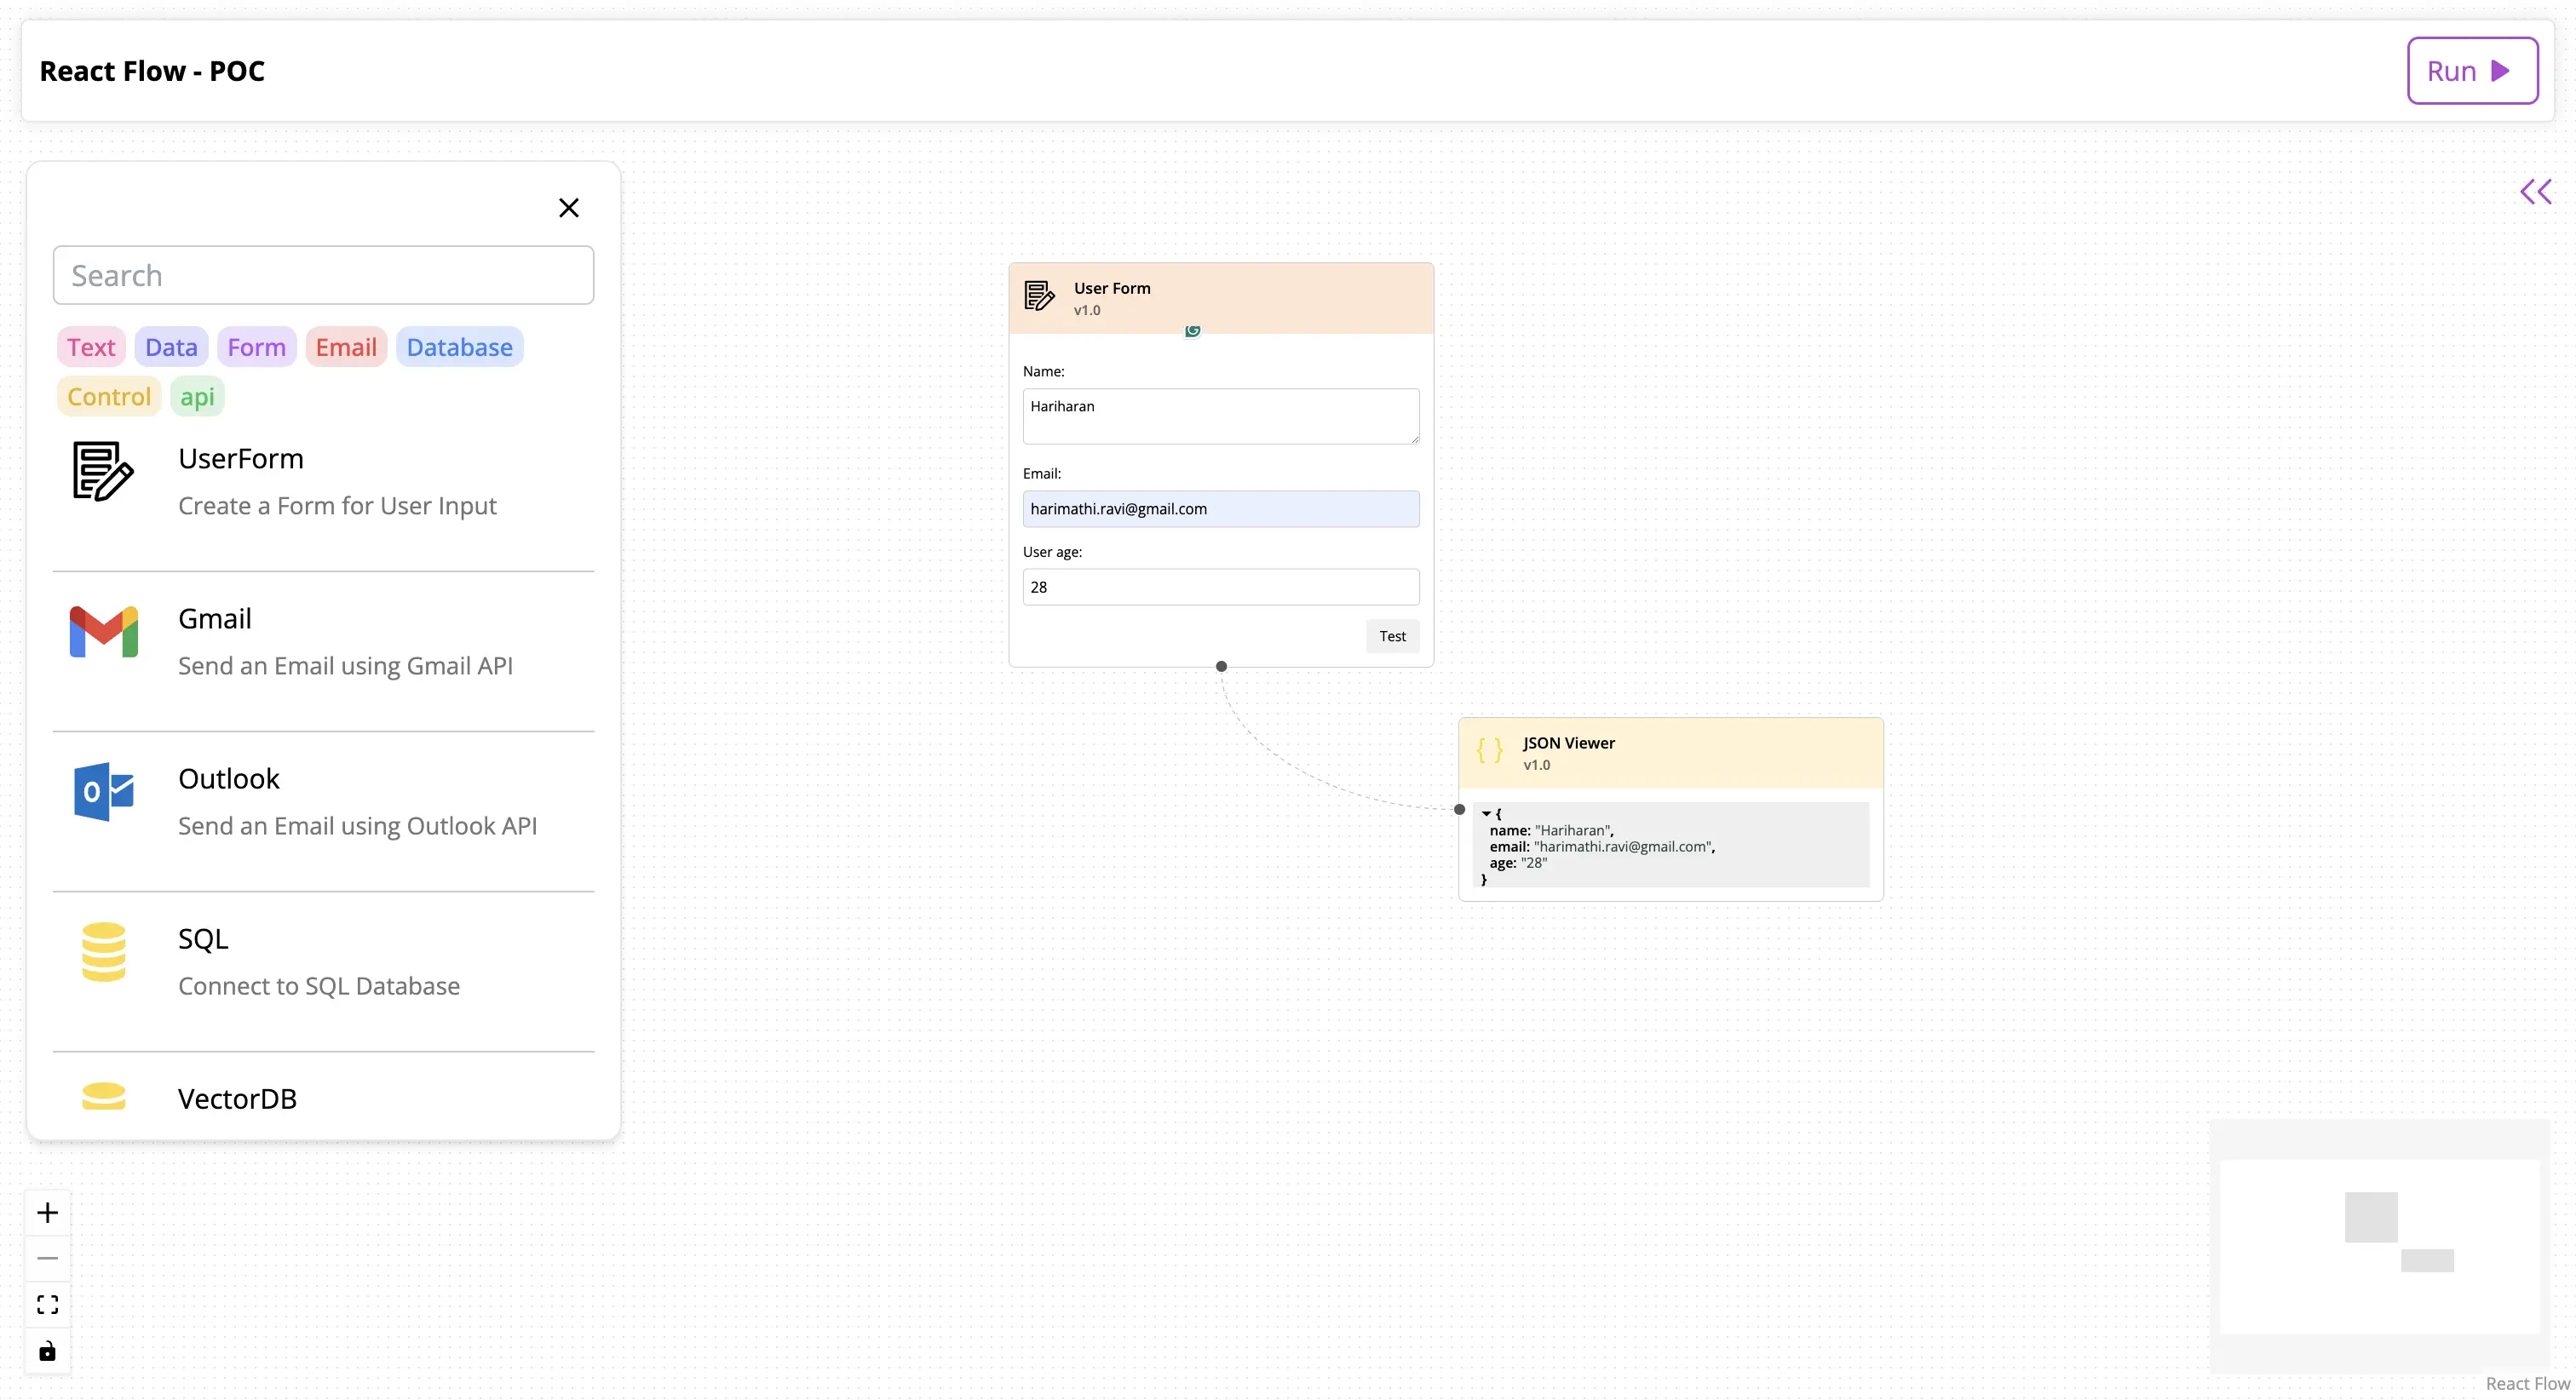 React Flow - POC
Run
Search
Text Data Form Email Database
Control api
UserForm
Create a Form for User Input
Gmail
Send an Email using Gmail API
Outlook
Send an Email using Outlook API
SQL
Connect to SQL Database
VectorDB
User Form
v1.0
Name:
Hariharan
Email:
harimathi.ravi@gmail.com
User age:
28
Test
{ } JSON Viewer
v1.0
{
name: "Hariharan",
email: "harimathi.ravi@gmail.com",
age: "28"
}
React Flow